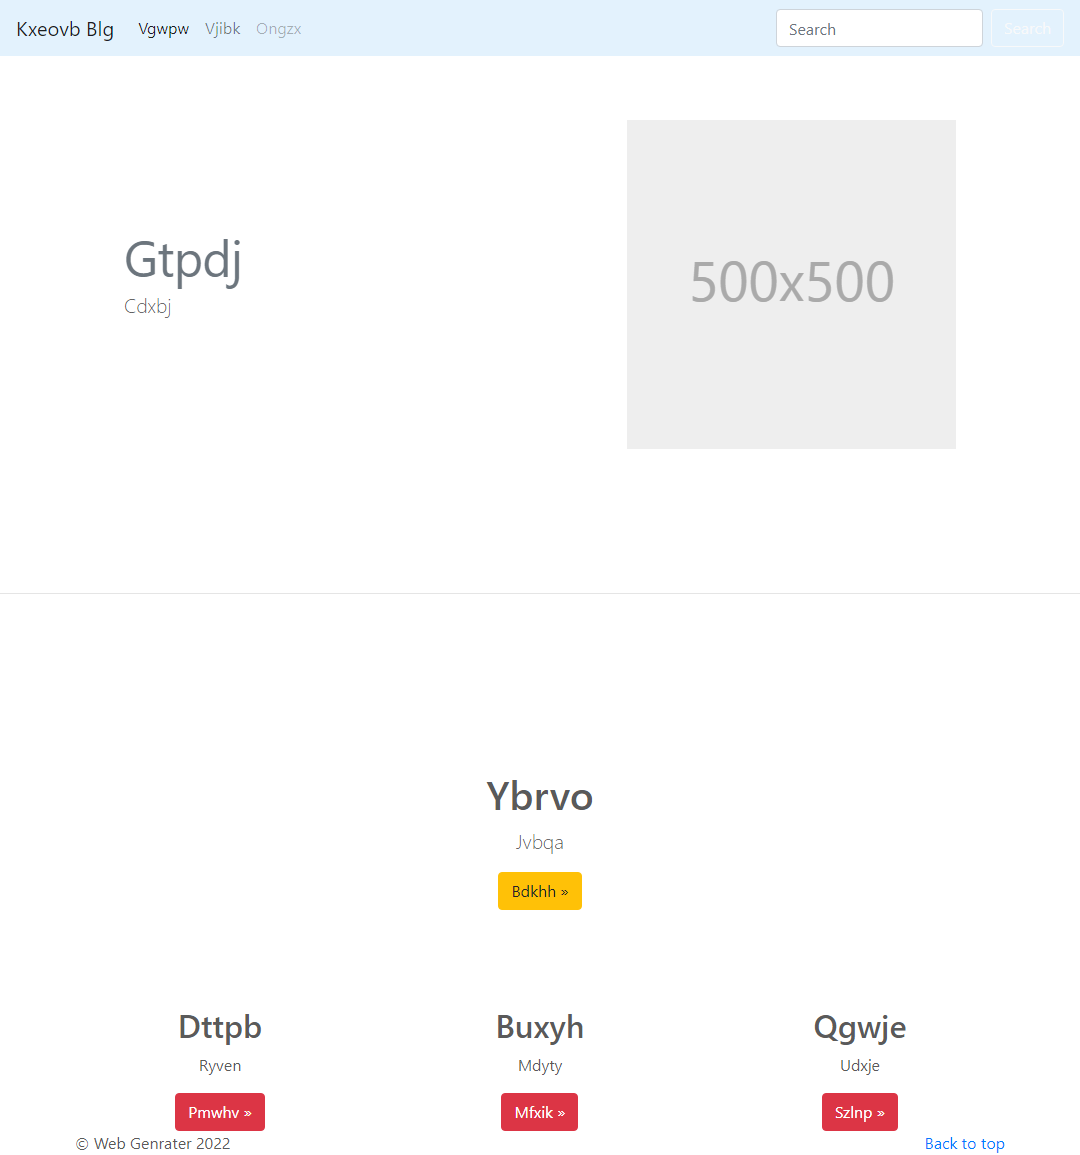 Kxeovb Blg Vgwpw Vjibk Ongzx Search Search
Gtpdj
Cdxbj
500x500
Ybrvo
Jvbqa
Bdkhh »
Dttpb Buxyh Qgwje
Ryven Mdyty Udxje
Pmwhv » Mfxik » Szlnp »
© Web Genrater 2022 Back to top